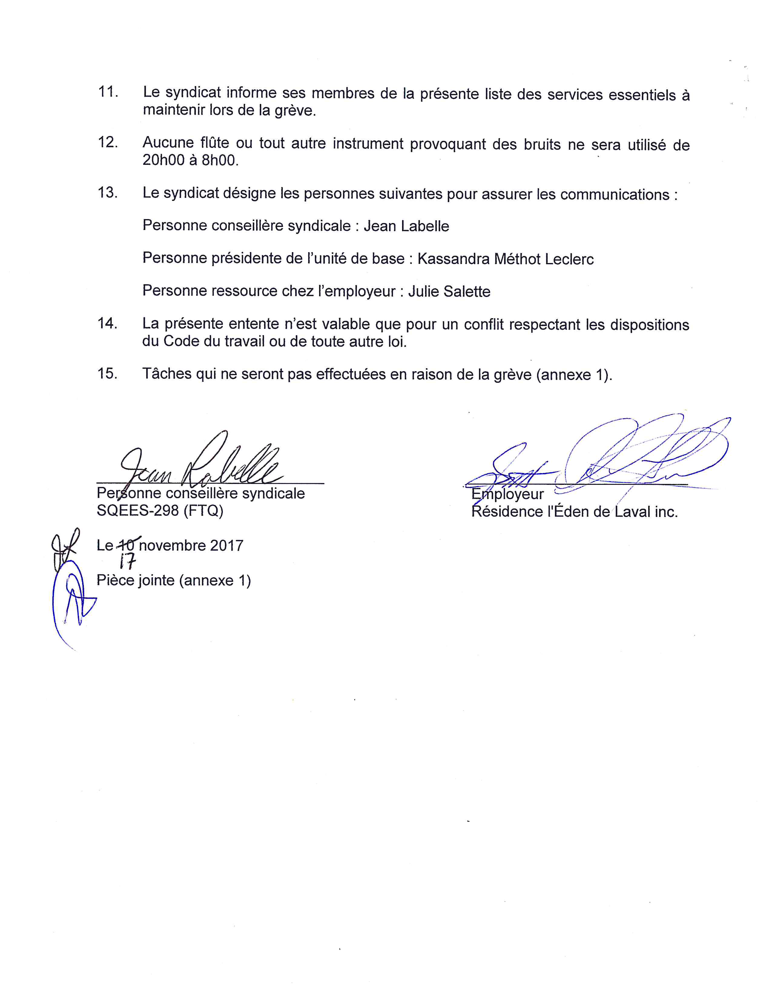 11. Le syndicat informe ses membres de la présente liste des services essentiels à
maintenir lors de la grève.
12. Aucune flûte ou tout autre instrument provoquant des bruits ne sera utilisé de
20h00 à 8h00.
13. Le syndicat désigne les personnes suivantes pour assurer les communications :
Personne conseillère syndicale : Jean Labelle
Personne présidente de l'unité de base : Kassandra Méthot Leclerc
Personne ressource chez l'employeur : Julie Salette
14. La présente entente n'est valable que pour un conflit respectant les dispositions
du Code du travail ou de toute autre loi.
15. Tâches qui ne seront pas effectuées en raison de la grève (annexe 1).
Jean Labelle
Personne conseillère syndicale
SQEES-298 (FTQ)
Employeur
Résidence l'Éden de Laval inc.
JL
Le 10 novembre 2017
17
Pièce jointe (annexe 1)